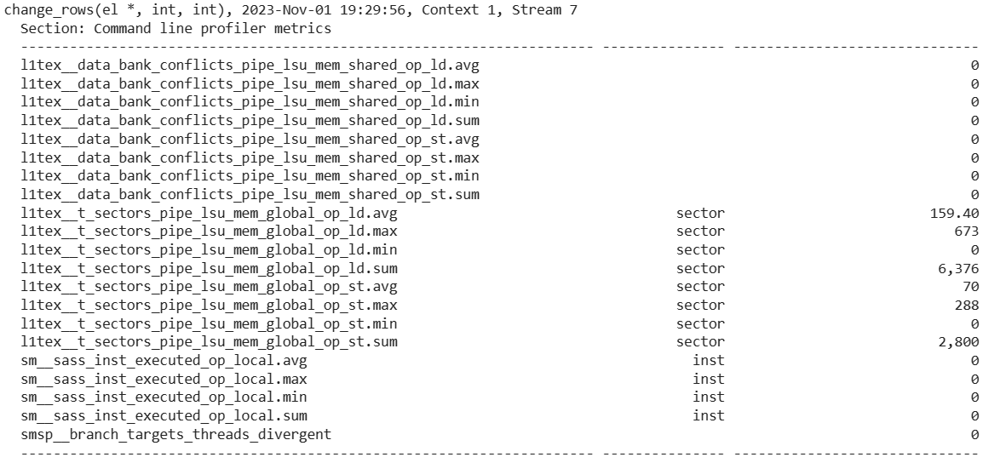 change_rows(el *, int, int), 2023-Nov-01 19:29:56, Context 1, Stream 7
Section: Command line profiler metrics
---------------------------------------------------------------------- --------------- ------------------------------
l1tex__data_bank_conflicts_pipe_lsu_mem_shared_op_ld.avg 0
l1tex__data_bank_conflicts_pipe_lsu_mem_shared_op_ld.max 0
l1tex__data_bank_conflicts_pipe_lsu_mem_shared_op_ld.min 0
l1tex__data_bank_conflicts_pipe_lsu_mem_shared_op_ld.sum 0
l1tex__data_bank_conflicts_pipe_lsu_mem_shared_op_st.avg 0
l1tex__data_bank_conflicts_pipe_lsu_mem_shared_op_st.max 0
l1tex__data_bank_conflicts_pipe_lsu_mem_shared_op_st.min 0
l1tex__data_bank_conflicts_pipe_lsu_mem_shared_op_st.sum 0
l1tex__t_sectors_pipe_lsu_mem_global_op_ld.avg sector 159.40
l1tex__t_sectors_pipe_lsu_mem_global_op_ld.max sector 673
l1tex__t_sectors_pipe_lsu_mem_global_op_ld.min sector 0
l1tex__t_sectors_pipe_lsu_mem_global_op_ld.sum sector 6,376
l1tex__t_sectors_pipe_lsu_mem_global_op_st.avg sector 70
l1tex__t_sectors_pipe_lsu_mem_global_op_st.max sector 288
l1tex__t_sectors_pipe_lsu_mem_global_op_st.min sector 0
l1tex__t_sectors_pipe_lsu_mem_global_op_st.sum sector 2,800
sm__sass_inst_executed_op_local.avg inst 0
sm__sass_inst_executed_op_local.max inst 0
sm__sass_inst_executed_op_local.min inst 0
sm__sass_inst_executed_op_local.sum inst 0
smsp__branch_targets_threads_divergent 0
---------------------------------------------------------------------- --------------- ------------------------------